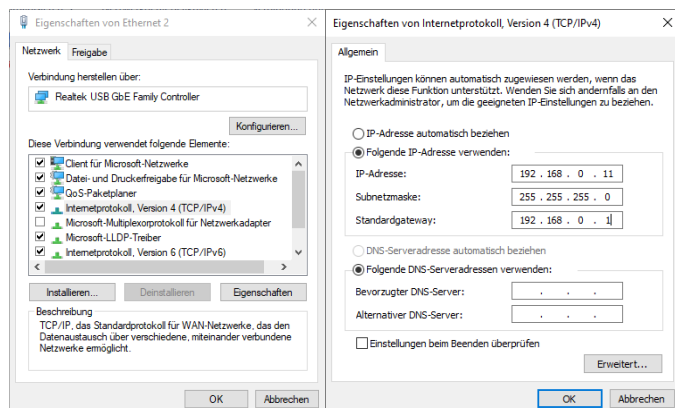 Eigenschaften von Ethernet 2
Netzwerk Freigabe
Verbindung herstellen über:
Realtek USB GbE Family Controller
Konfigurieren...
Diese Verbindung verwendet folgende Elemente:
Client für Microsoft-Netzwerke
Datei- und Druckerfreigabe für Microsoft-Netzwerke
QoS-Paketplaner
Internetprotokoll, Version 4 (TCP/IPv4)
Microsoft-Multiplexorprotokoll für Netzwerkadapter
Microsoft-LLDP-Treiber
Internetprotokoll, Version 6 (TCP/IPv6)
Installieren... Deinstallieren Eigenschaften
Beschreibung
TCP/IP, das Standardprotokoll für WAN-Netzwerke, das den
Datenaustausch über verschiedene, miteinander verbundene
Netzwerke ermöglicht.
OK Abbrechen
Eigenschaften von Internetprotokoll, Version 4 (TCP/IPv4)
Allgemein
IP-Einstellungen können automatisch zugewiesen werden, wenn das
Netzwerk diese Funktion unterstützt. Wenden Sie sich andernfalls an den
Netzwerkadministrator, um die geeigneten IP-Einstellungen zu beziehen.
IP-Adresse automatisch beziehen
Folgende IP-Adresse verwenden:
IP-Adresse: 192 . 168 . 0 . 11
Subnetzmaske: 255 . 255 . 255 . 0
Standardgateway: 192 . 168 . 0 . 1
DNS-Serveradresse automatisch beziehen
Folgende DNS-Serveradressen verwenden:
Bevorzugter DNS-Server: . . .
Alternativer DNS-Server: . . .
Einstellungen beim Beenden überprüfen
Erweitert...
OK Abbrechen